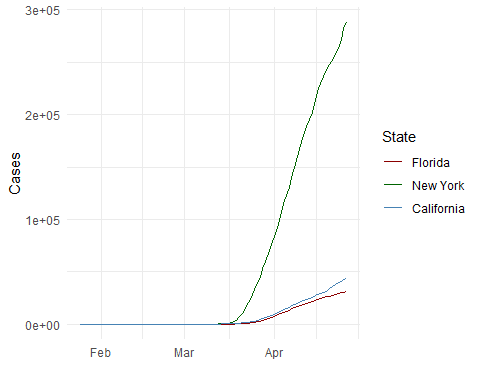 3e+05
2e+05
1e+05
0e+00
Cases
Feb Mar Apr
State
Florida
New York
California